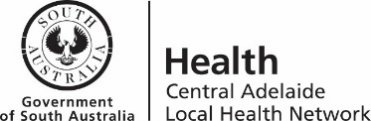 SOUTH
AUSTRALIA
Government
of South Australia
Health
Central Adelaide
Local Health Network